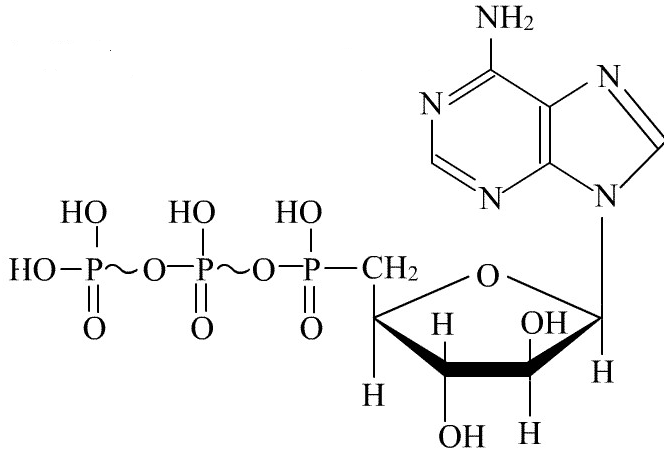 NH₂
N
N
N
N
HO HO HO
HO P O P O P CH₂ O
O O O
H OH
H
H
OH H